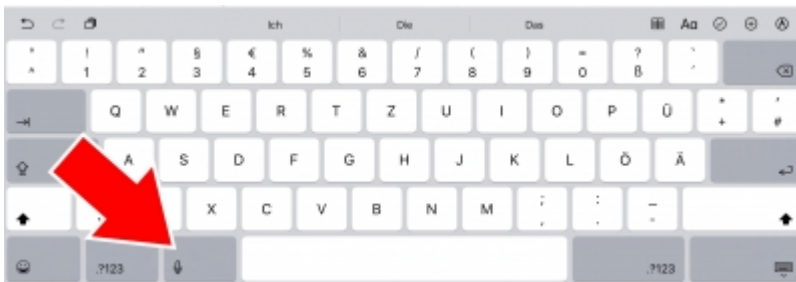 Ich Die Das Aa
! " § € % & / ( ) = ? `
^ 1 2 3 4 5 6 7 8 9 0 ß ´
Q W E R T Z U I O P Ü * '
+ #
A S D F G H J K L Ö Ä
X C V B N M ; : _
, . -
.?123 .?123